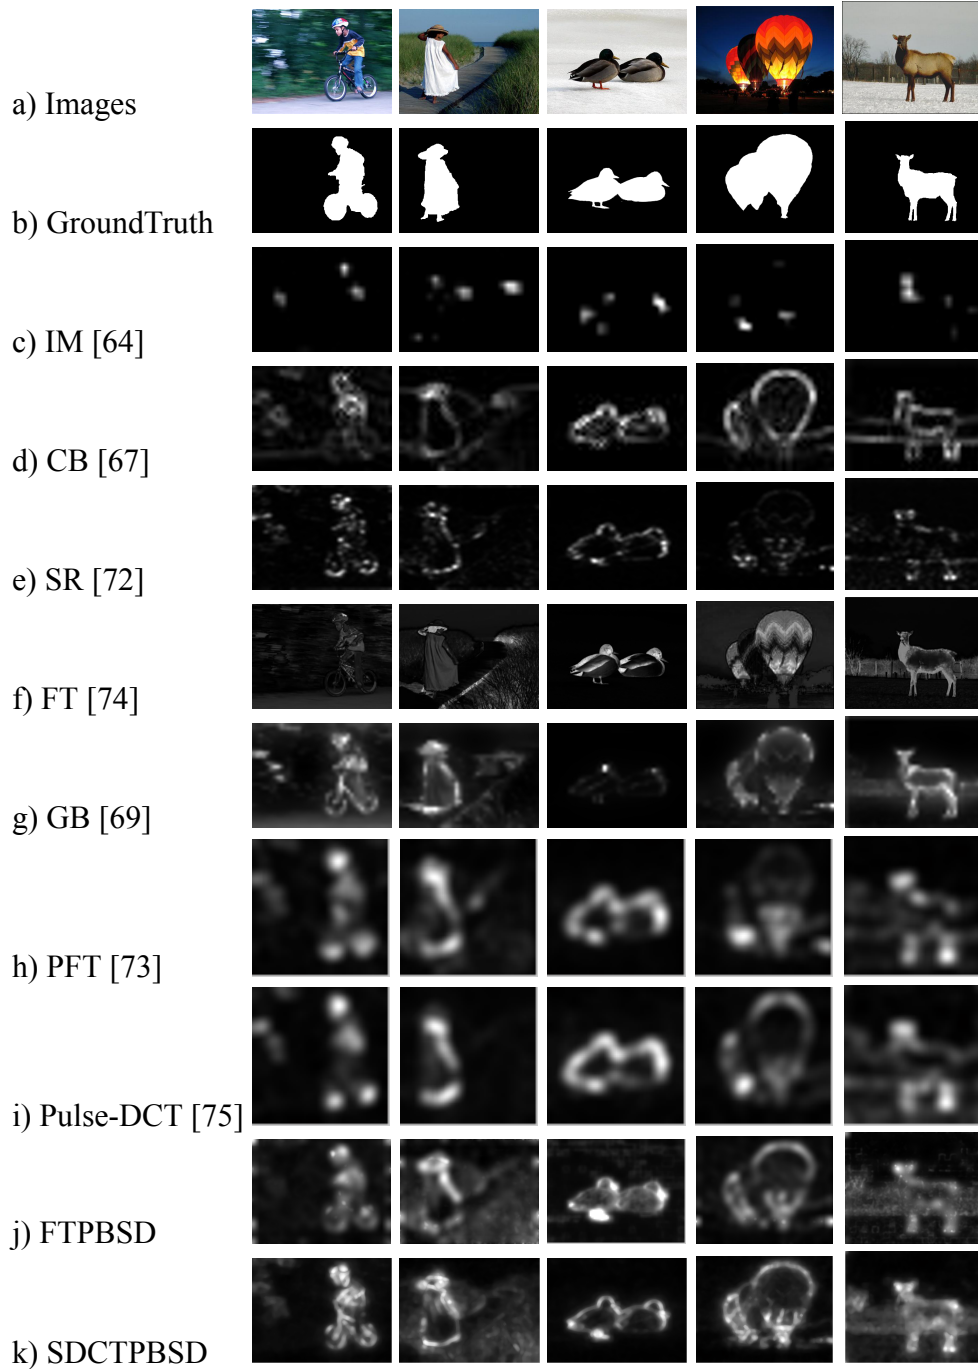 a) Images
b) GroundTruth
c) IM [64]
d) CB [67]
e) SR [72]
f) FT [74]
g) GB [69]
h) PFT [73]
i) Pulse-DCT [75]
j) FTPBSD
k) SDCTPBSD